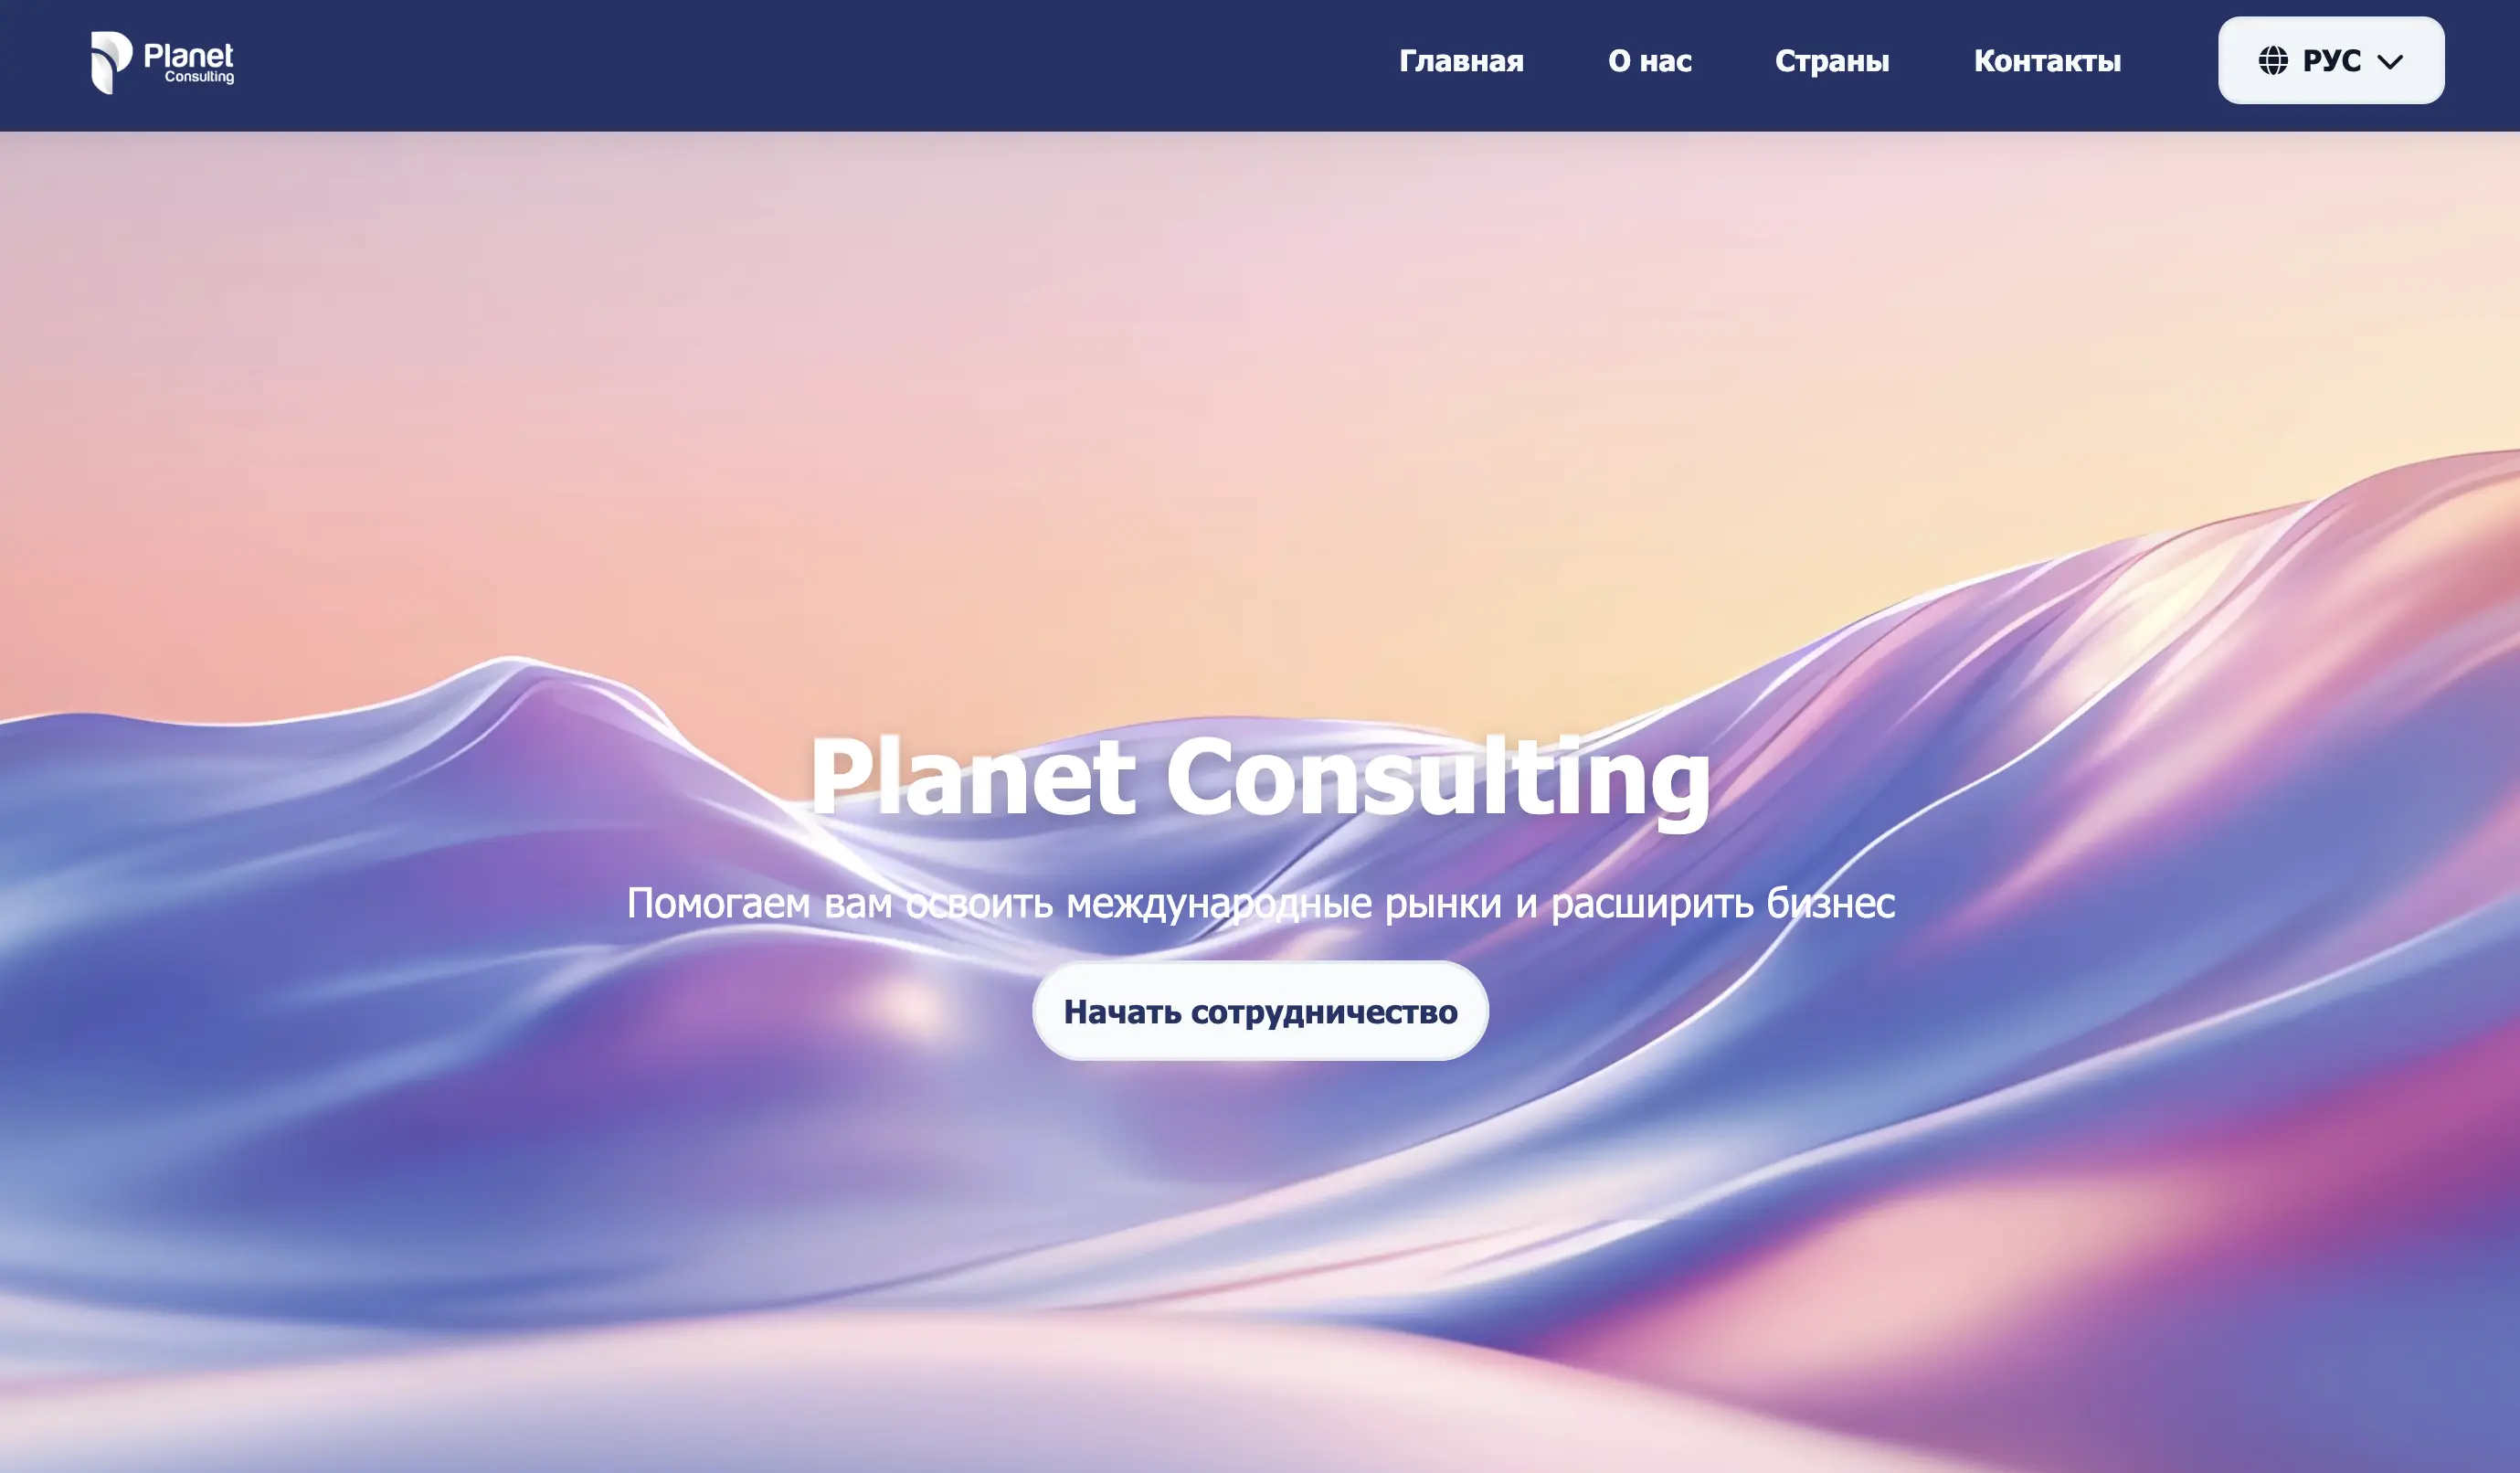 Planet
Consulting
Главная
О нас
Страны
Контакты
РУС
Planet Consulting
Помогаем вам освоить международные рынки и расширить бизнес
Начать сотрудничество